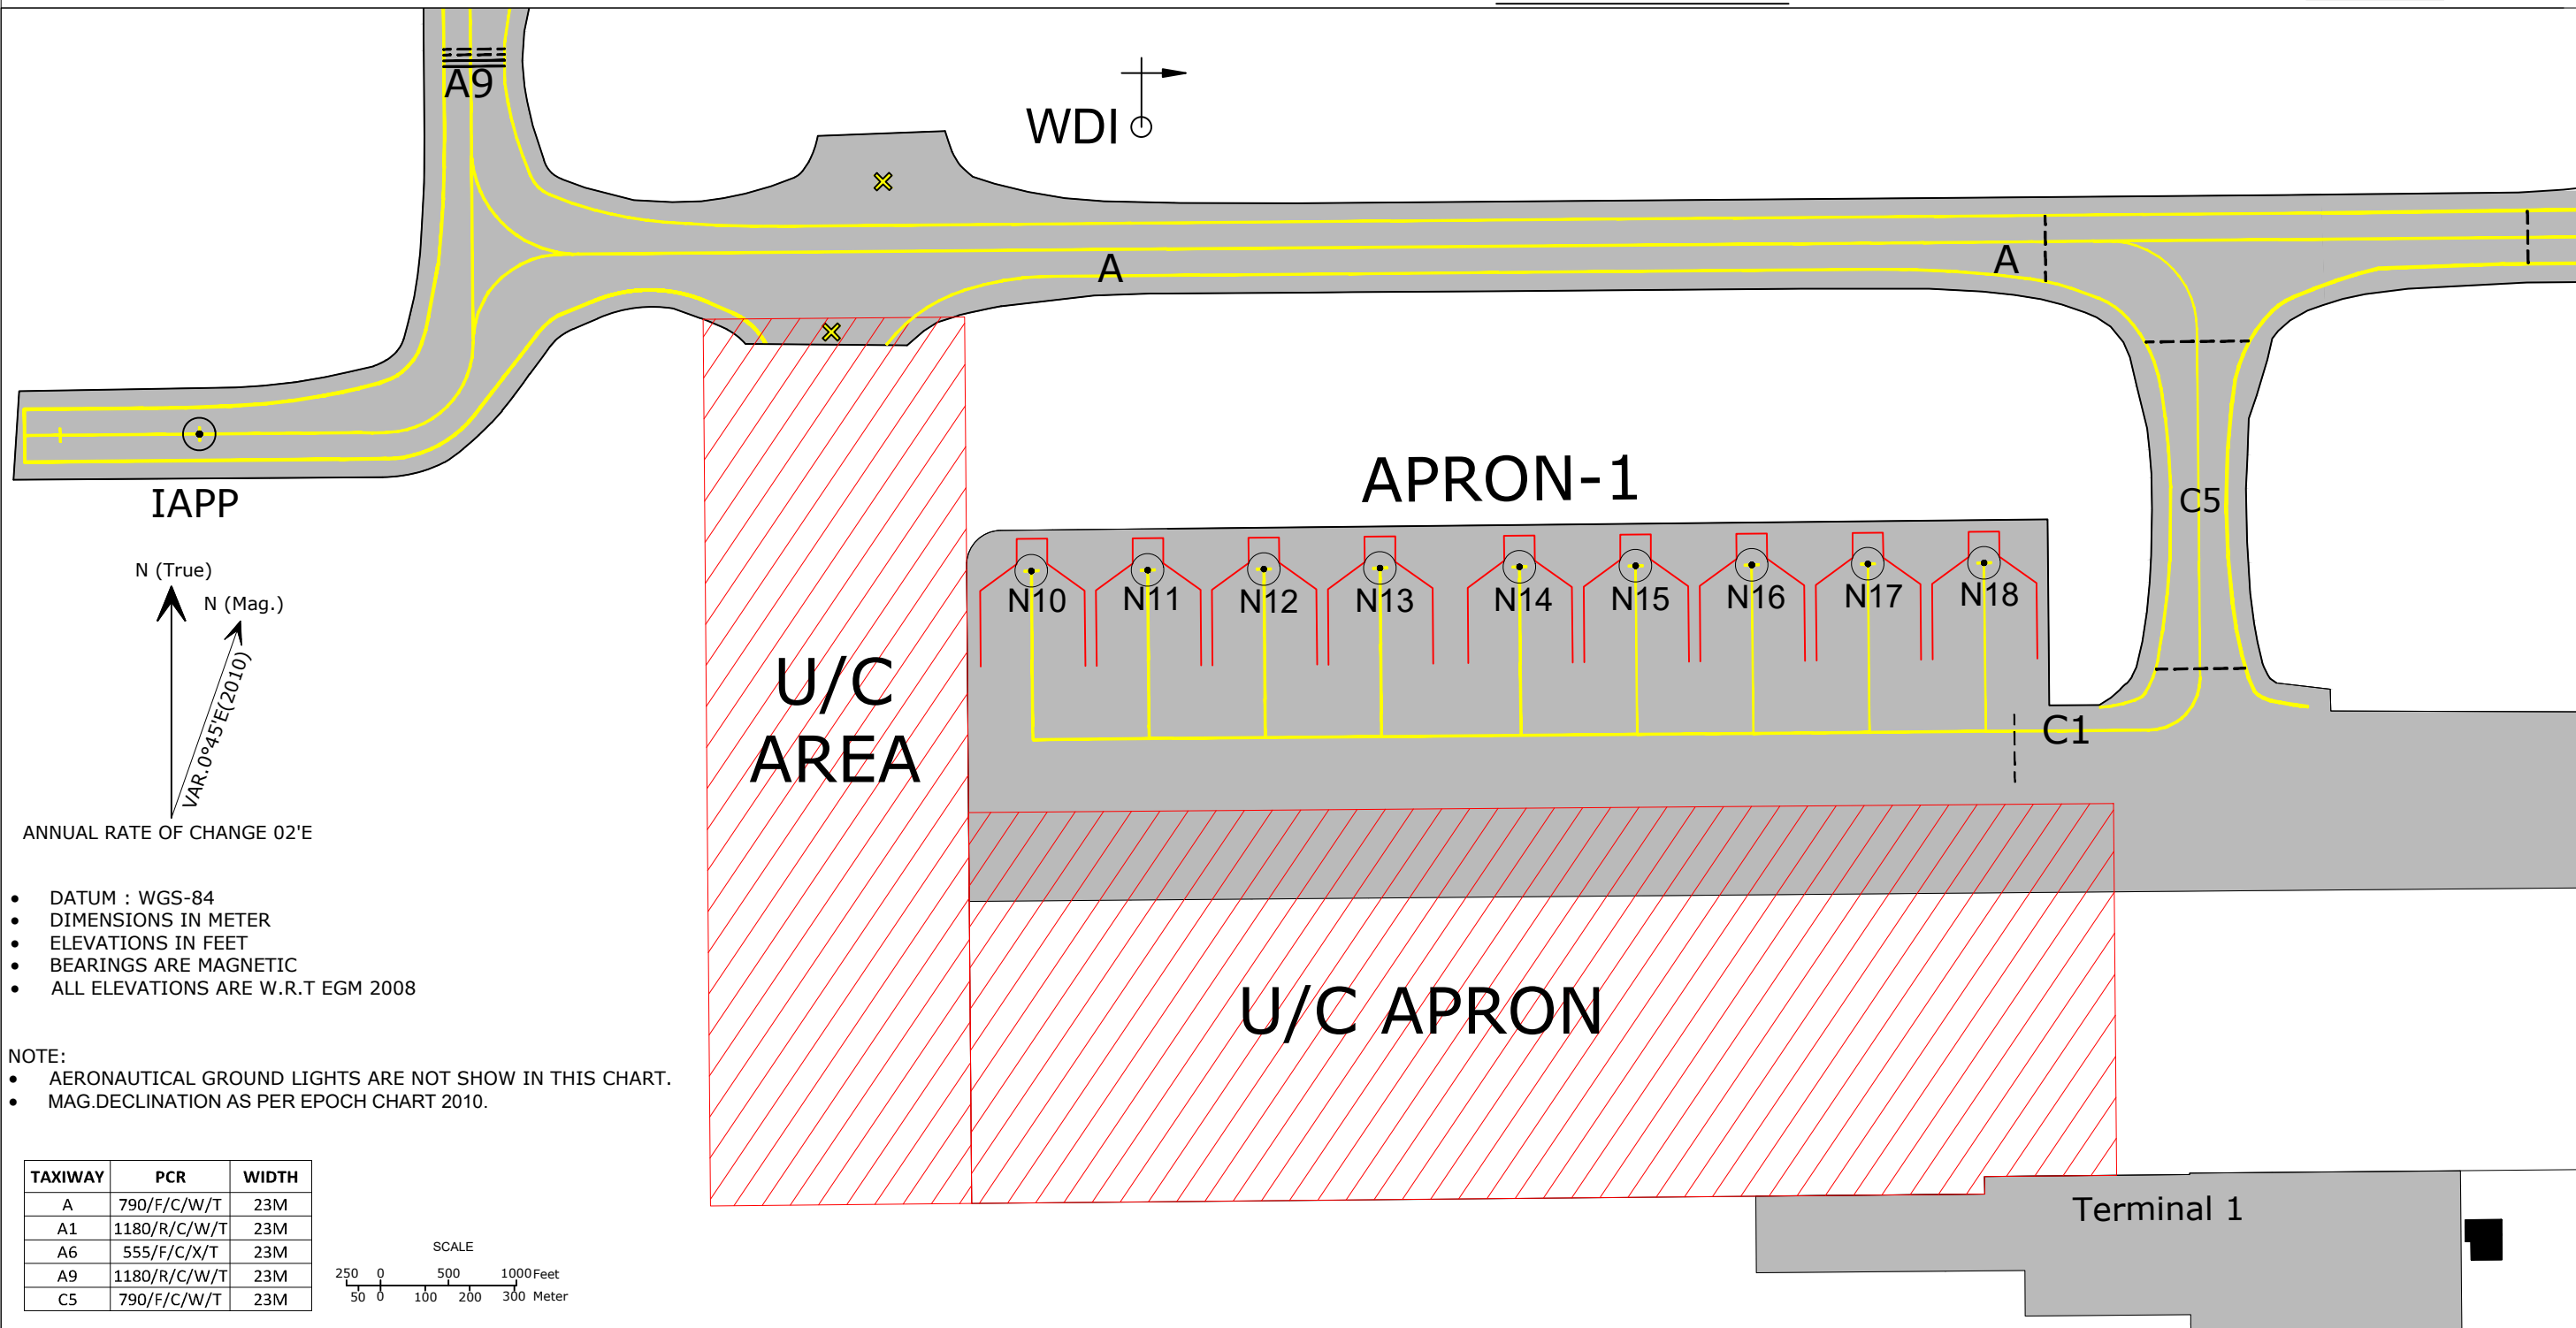 A9
WDI
A
A
IAPP
APRON-1
C5
N (True)
N (Mag.)
VAR.0°45'E(2010)
ANNUAL RATE OF CHANGE 02'E
N10
N11
N12
N13
N14
N15
N16
N17
N18
U/C
AREA
C1
• DATUM : WGS-84
• DIMENSIONS IN METER
• ELEVATIONS IN FEET
• BEARINGS ARE MAGNETIC
• ALL ELEVATIONS ARE W.R.T EGM 2008
U/C APRON
NOTE:
• AERONAUTICAL GROUND LIGHTS ARE NOT SHOW IN THIS CHART.
• MAG.DECLINATION AS PER EPOCH CHART 2010.
TAXIWAY PCR WIDTH
A 790/F/C/W/T 23M
A1 1180/R/C/W/T 23M
A6 555/F/C/X/T 23M
A9 1180/R/C/W/T 23M
C5 790/F/C/W/T 23M
SCALE
250 0 500 1000 Feet
50 0 100 200 300 Meter
Terminal 1